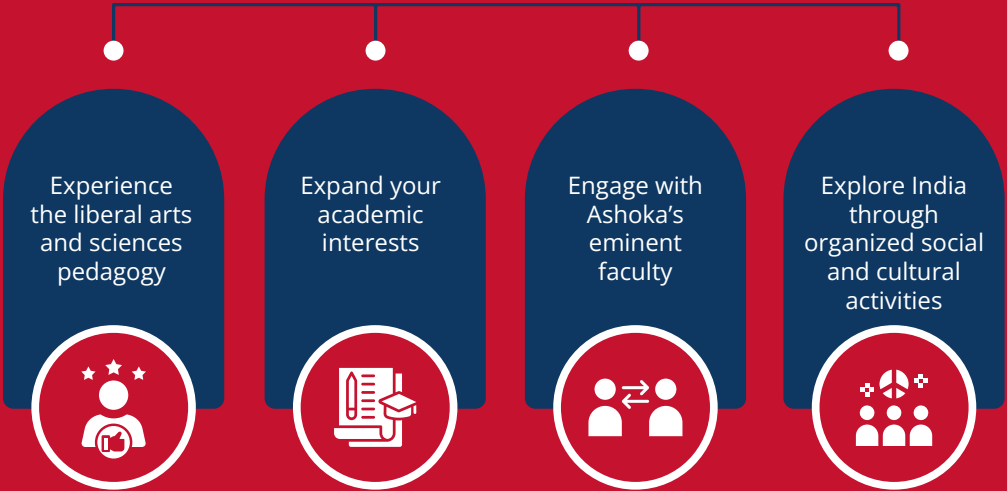 Experience
the liberal arts
and sciences
pedagogy
Expand your
academic
interests
Engage with
Ashoka’s
eminent
faculty
Explore India
through
organized social
and cultural
activities